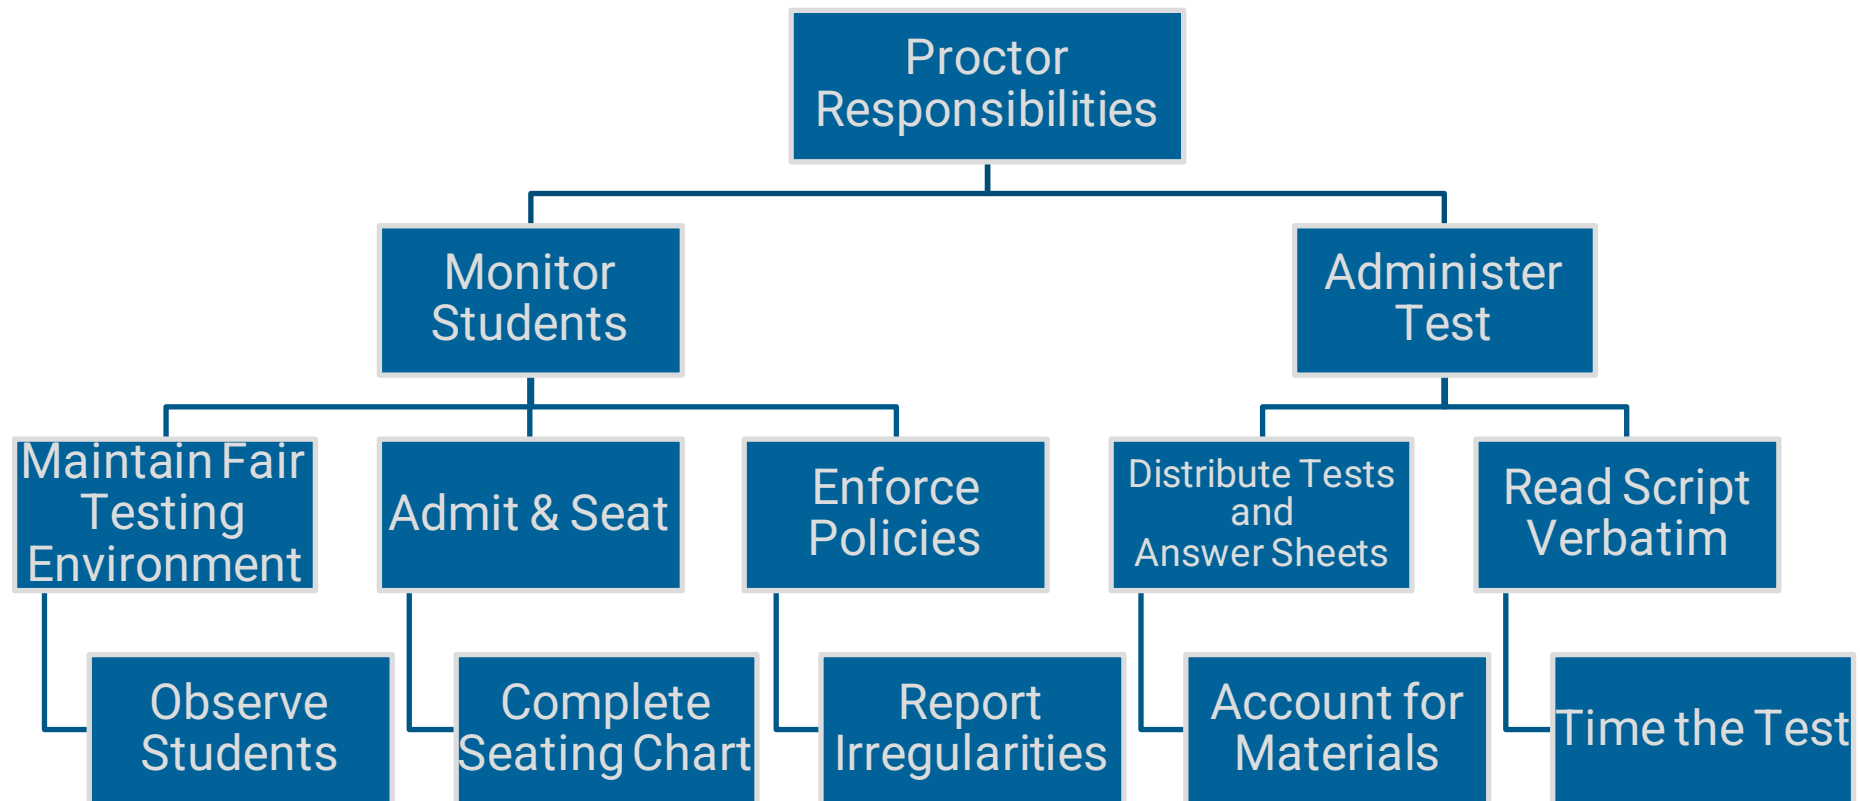 Proctor
Responsibilities
Monitor
Students
Administer
Test
Maintain Fair
Testing
Environment
Admit & Seat
Enforce
Policies
Distribute Tests
and
Answer Sheets
Read Script
Verbatim
Observe
Students
Complete
Seating Chart
Report
Irregularities
Account for
Materials
Time the Test